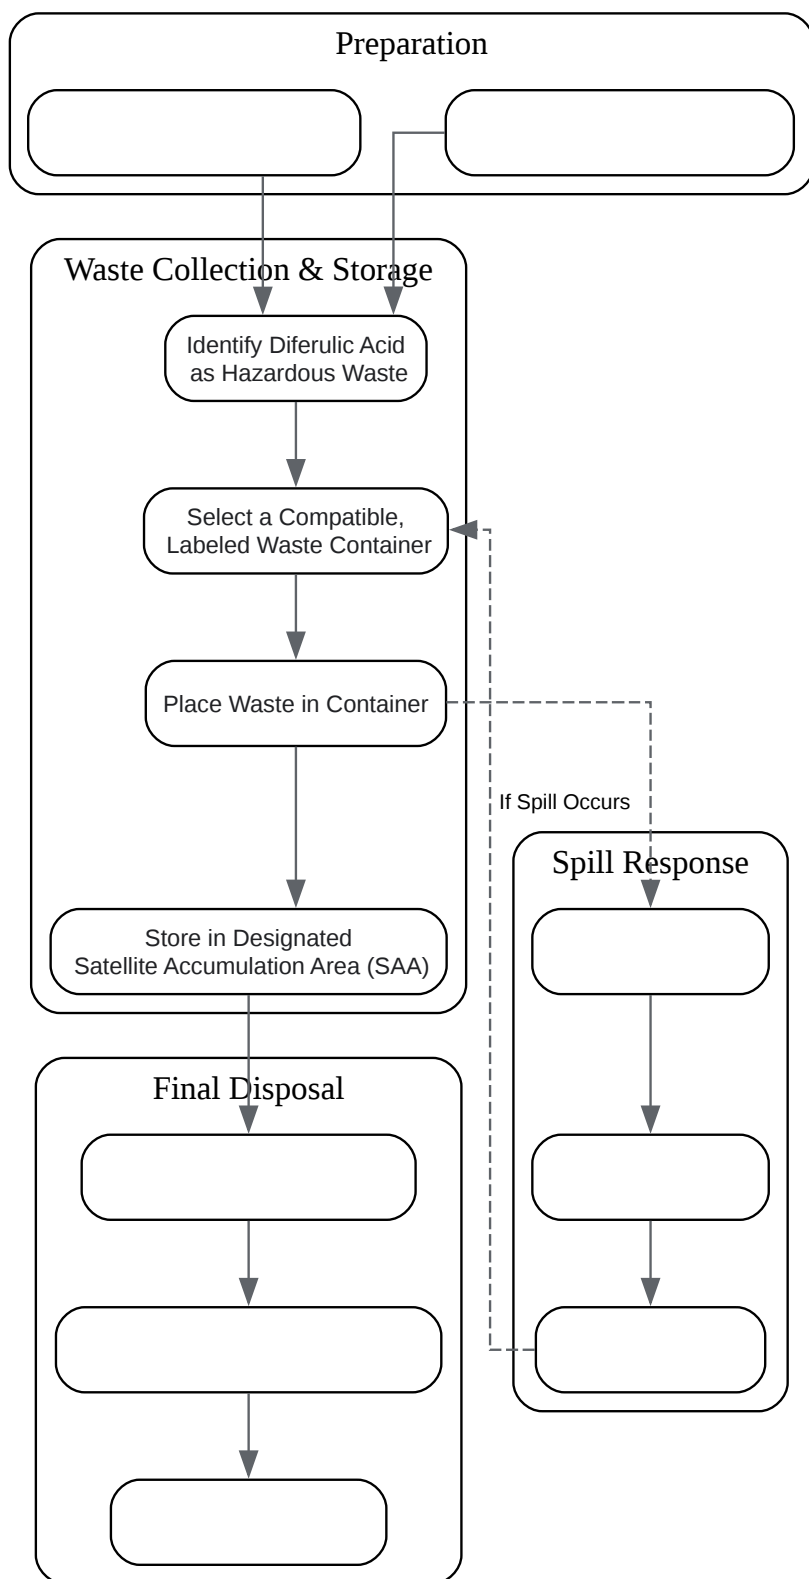 Preparation
Waste Collection & Storage
Identify Diferulic Acid
as Hazardous Waste
Select a Compatible,
Labeled Waste Container
Place Waste in Container
If Spill Occurs
Spill Response
Store in Designated
Satellite Accumulation Area (SAA)
Final Disposal